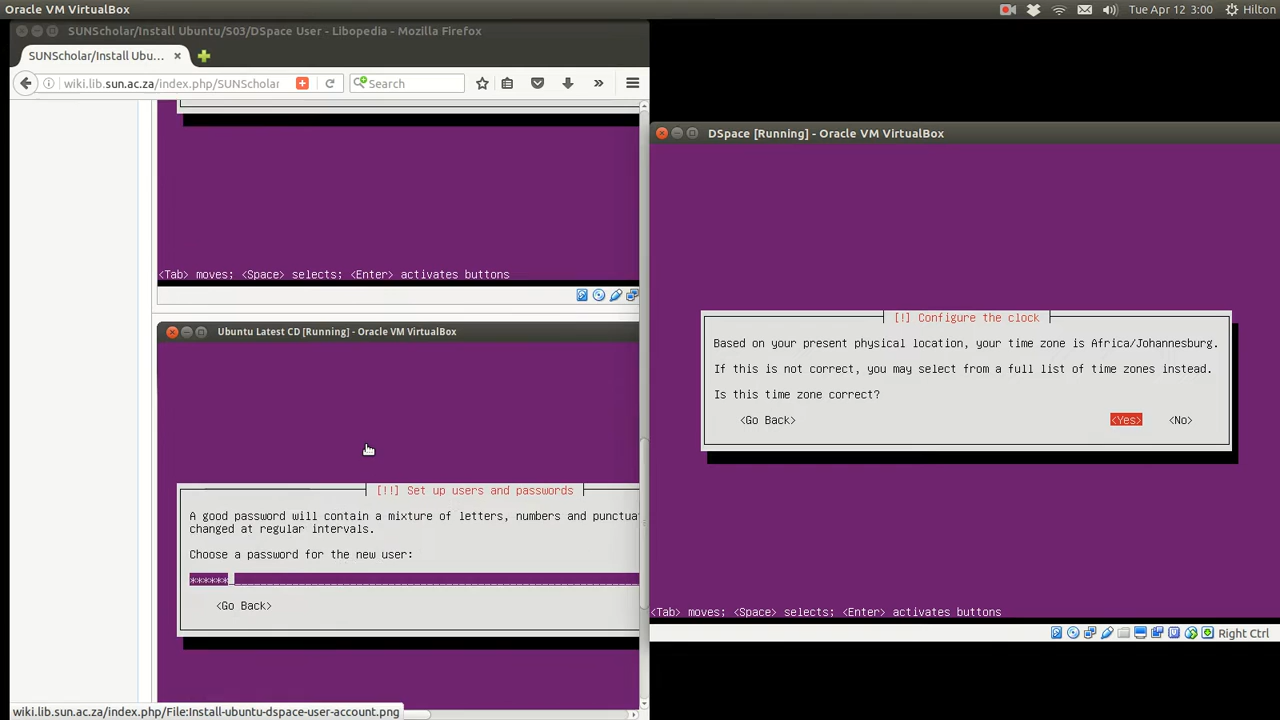 Oracle VM VirtualBox
Tue Apr 12 3:00
Hilton
SUNScholar/Install Ubuntu/S03/DSpace User - Libopedia - Mozilla Firefox
SUNScholar/Install Ubu...
wiki.lib.sun.ac.za/index.php/SUNScholar
Search
<Tab> moves; <Space> selects; <Enter> activates buttons
Ubuntu Latest CD [Running] - Oracle VM VirtualBox
[!!] Set up users and passwords
A good password will contain a mixture of letters, numbers and punctua
changed at regular intervals.
Choose a password for the new user:
******
<Go Back>
wiki.lib.sun.ac.za/index.php/File:Install-ubuntu-dspace-user-account.png
DSpace [Running] - Oracle VM VirtualBox
[!] Configure the clock
Based on your present physical location, your time zone is Africa/Johannesburg.
If this is not correct, you may select from a full list of time zones instead.
Is this time zone correct?
<Go Back> <Yes> <No>
<Tab> moves; <Space> selects; <Enter> activates buttons
Right Ctrl